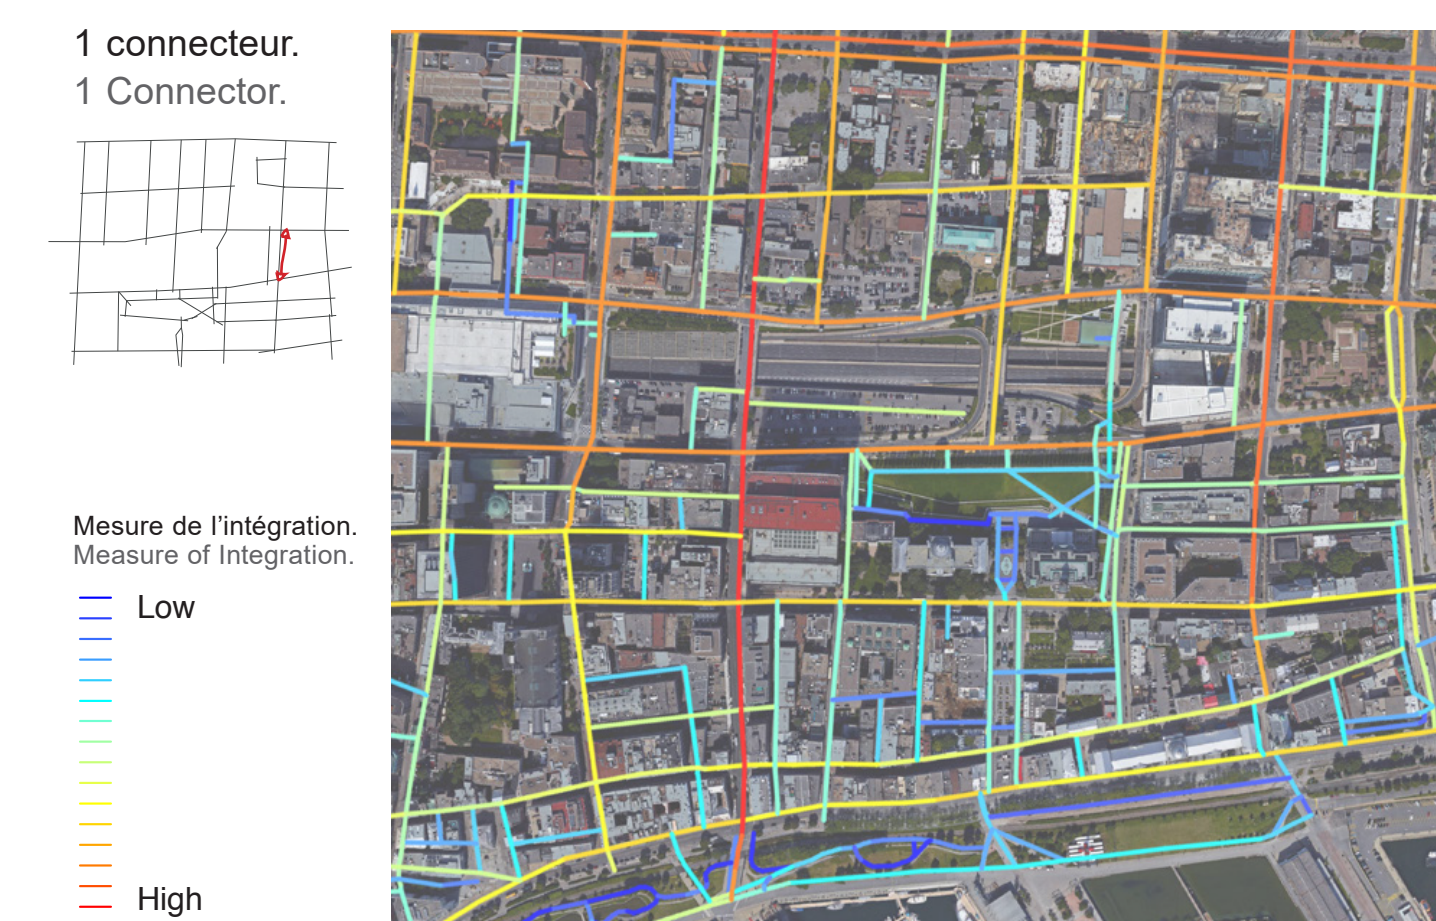 1 connecteur.
1 Connector.
Mesure de l’intégration.
Measure of Integration.
Low
High